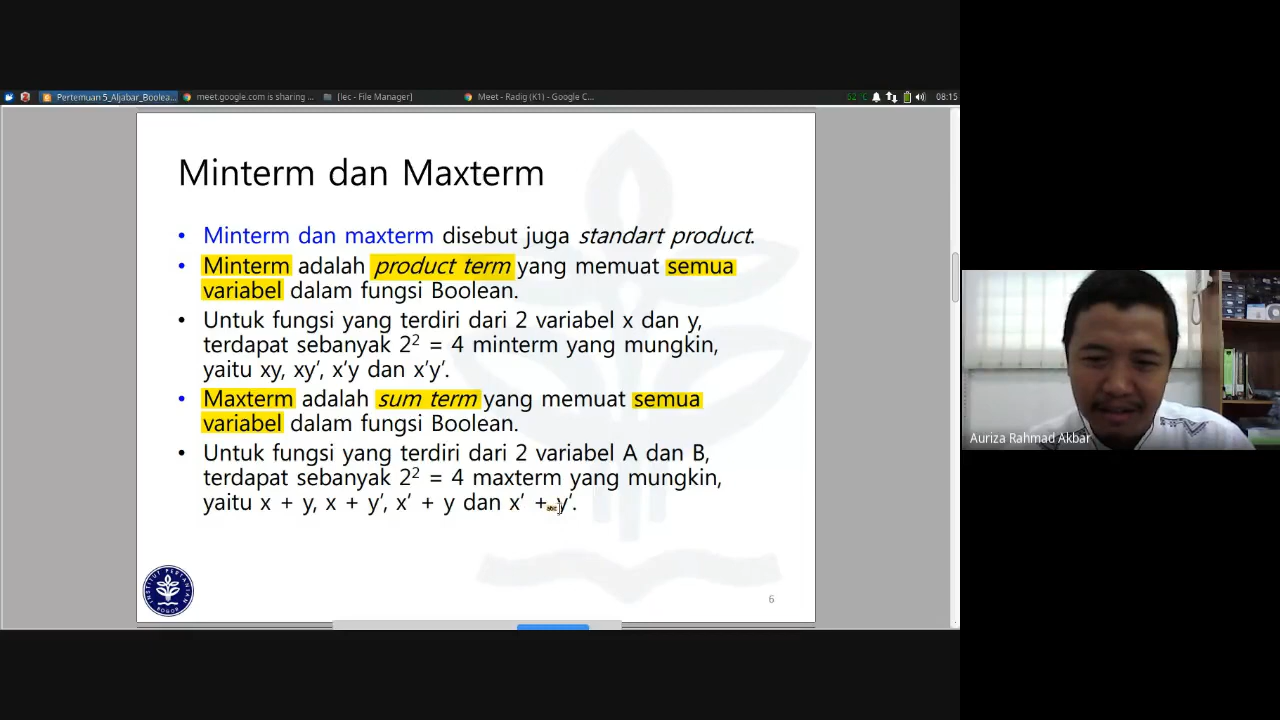 Pertemuan 5_Aljabar_Boolea...
meet.google.com is sharing ...
[lec - File Manager]
Meet - Radig (K1) - Google C...
62 °C
08:15
Minterm dan Maxterm
• Minterm dan maxterm disebut juga standart product.
• Minterm adalah product term yang memuat semua
variabel dalam fungsi Boolean.
• Untuk fungsi yang terdiri dari 2 variabel x dan y,
terdapat sebanyak 2² = 4 minterm yang mungkin,
yaitu xy, xy′, x′y dan x′y′.
• Maxterm adalah sum term yang memuat semua
variabel dalam fungsi Boolean.
• Untuk fungsi yang terdiri dari 2 variabel A dan B,
terdapat sebanyak 2² = 4 maxterm yang mungkin,
yaitu x + y, x + y′, x′ + y dan x′ + y′.
INSTITUT PERTANIAN
BOGOR
6
Auriza Rahmad Akbar